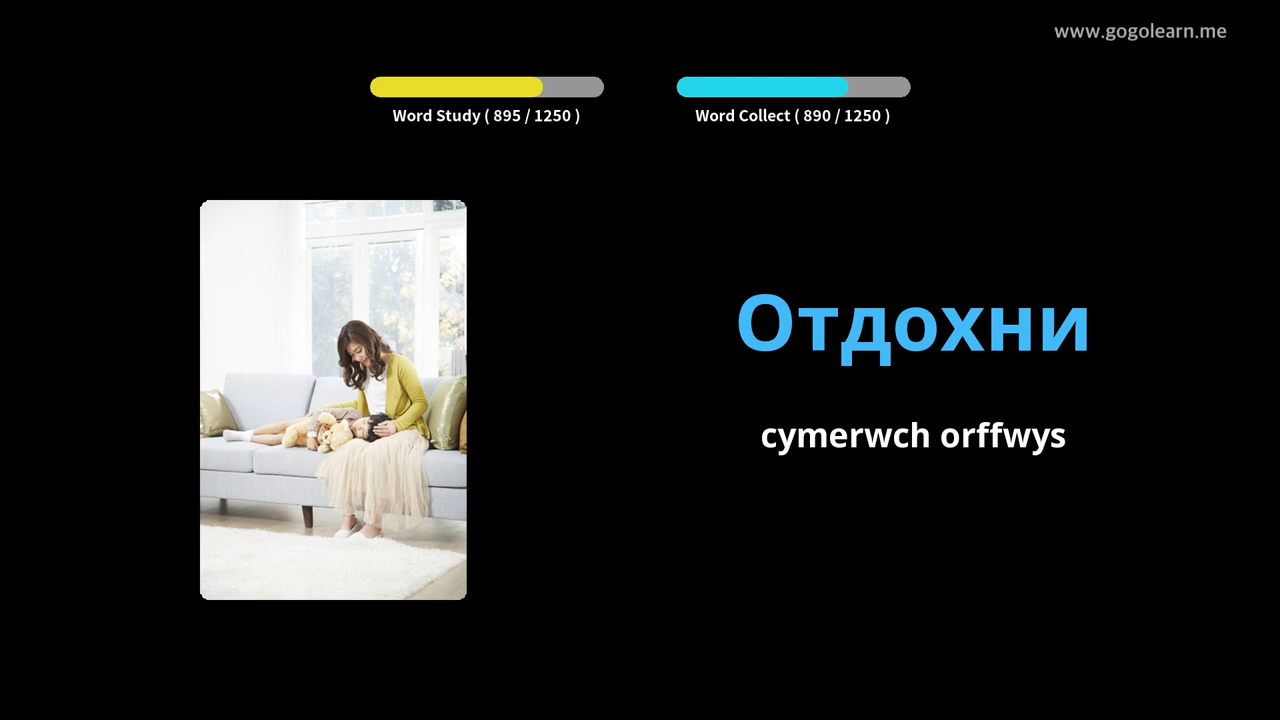 www.gogolearn.me
Word Study ( 895 / 1250 )
Word Collect ( 890 / 1250 )
Отдохни
cymerwch orffwys